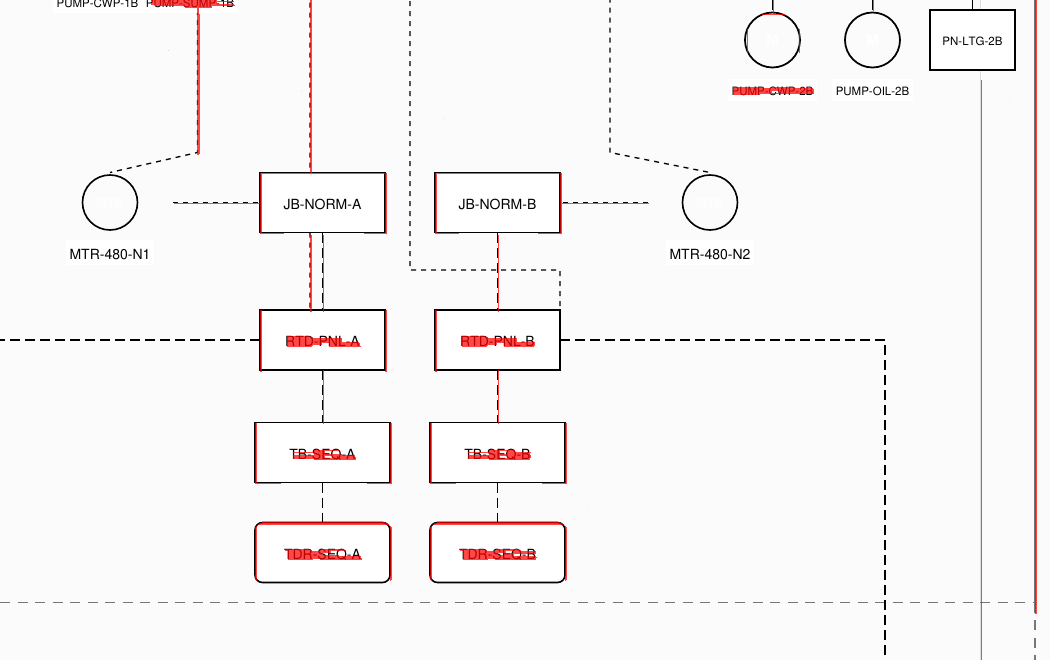 PUMP-CWP-1B PUMP-SUMP-1B
PN-LTG-2B
PUMP-CWP-2B PUMP-OIL-2B
JB-NORM-A JB-NORM-B
MTR-480-N1 MTR-480-N2
RTD-PNL-A RTD-PNL-B
TB-SEQ-A TB-SEQ-B
TDR-SEQ-A TDR-SEQ-B